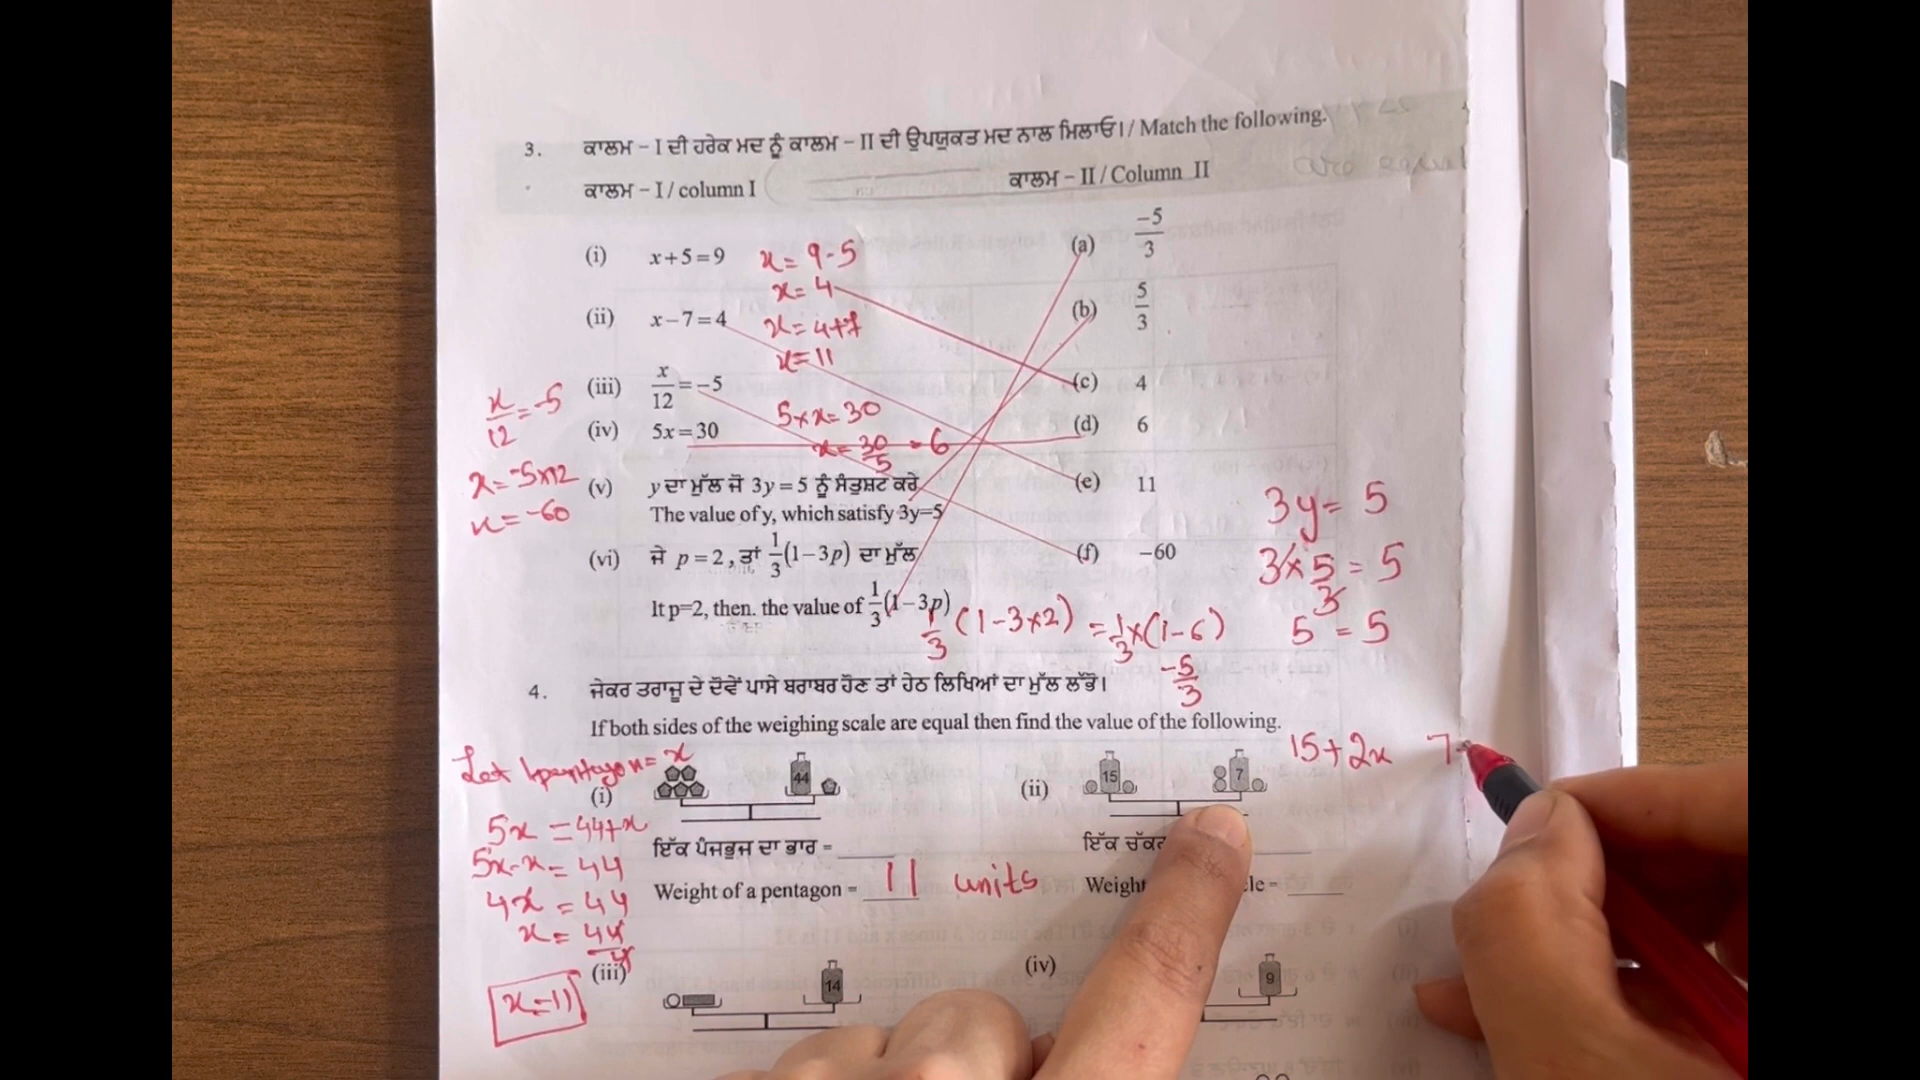 3. ਕਾਲਮ – I ਦੀ ਹਰੇਕ ਮਦ ਨੂੰ ਕਾਲਮ – II ਦੀ ਉਪਯੁਕਤ ਮਦ ਨਾਲ ਮਿਲਾਓ। / Match the following.
ਕਾਲਮ – I / column I ਕਾਲਮ – II / Column II
(i) x + 5 = 9 x = 9 - 5 (a) -5/3
x = 4
(ii) x – 7 = 4 x = 4+7 (b) 5/3
x = 11
(iii) x/12 = –5 (c) 4
x/12 = -5
5 x x = 30
(iv) 5x = 30 (d) 6
x = 30/5 = 6
x = -5x12
(v) y ਦਾ ਮੁੱਲ ਜੋ 3y = 5 ਨੂੰ ਸੰਤੁਸ਼ਟ ਕਰੇ (e) 11
3y = 5
x = -60
The value of y, which satisfy 3y=5
(vi) ਜੇ p = 2, ਤਾਂ 1/3(1–3p) ਦਾ ਮੁੱਲ (f) –60
3 x 5/3 = 5
It p=2, then. the value of 1/3(1–3p)
1/3 (1-3x2) = 1/3 x (1-6)
5 = 5
-5/3
4. ਜੇਕਰ ਤਰਾਜੂ ਦੇ ਦੋਵੇਂ ਪਾਸੇ ਬਰਾਬਰ ਹੋਣ ਤਾਂ ਹੇਠ ਲਿਖਿਆਂ ਦਾ ਮੁੱਲ ਲੱਭੋ।
If both sides of the weighing scale are equal then find the value of the following.
15+2x 7
Let 1 pentagon = x
(i) 44 (ii) 15 7
5x = 44+x
ਇੱਕ ਪੰਜਭੁਜ ਦਾ ਭਾਰ = ਇੱਕ
5x-x = 44
Weight of a pentagon = 11 units
4x = 44
x = 44/4
(iii) 14 (iv) 9
x=11